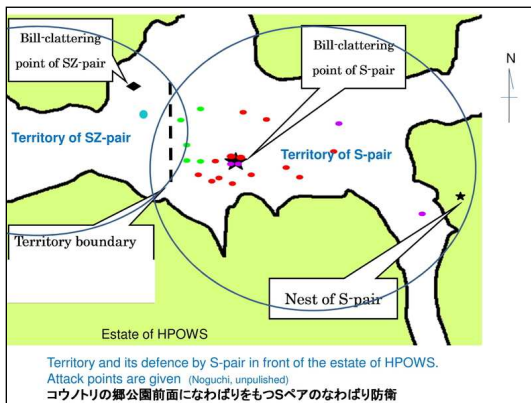 Bill-clattering
point of SZ-pair
Bill-clattering
point of S-pair
N
Territory of SZ-pair
Territory of S-pair
Territory boundary
Nest of S-pair
Estate of HPOWS
Territory and its defence by S-pair in front of the estate of HPOWS.
Attack points are given (Noguchi, unpulished)
コウノトリの郷公園前面になわばりをもつSペアのなわばり防衛